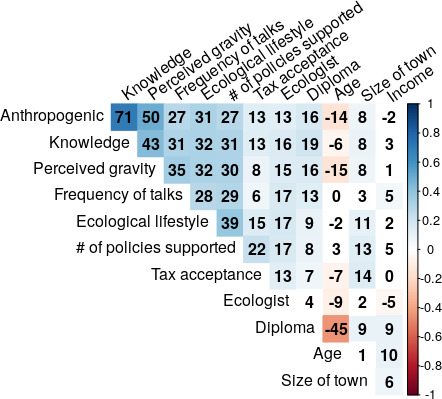 Knowledge
Perceived gravity
Frequency of talks
Ecological lifestyle
# of policies supported
Tax acceptance
Ecologist
Diploma
Age
Size of town
Income
Anthropogenic 71 50 27 31 27 13 13 16 -14 8 -2
Knowledge 43 31 32 31 13 16 19 -6 8 3
Perceived gravity 35 32 30 8 15 16 -15 8 1
Frequency of talks 28 29 6 17 13 0 3 5
Ecological lifestyle 39 15 17 9 -2 11 2
# of policies supported 22 17 8 3 13 5
Tax acceptance 13 7 -7 14 0
Ecologist 4 -9 2 -5
Diploma -45 9 9
Age 1 10
Size of town 6
1
0.8
0.6
0.4
0.2
0
-0.2
-0.4
-0.6
-0.8
-1